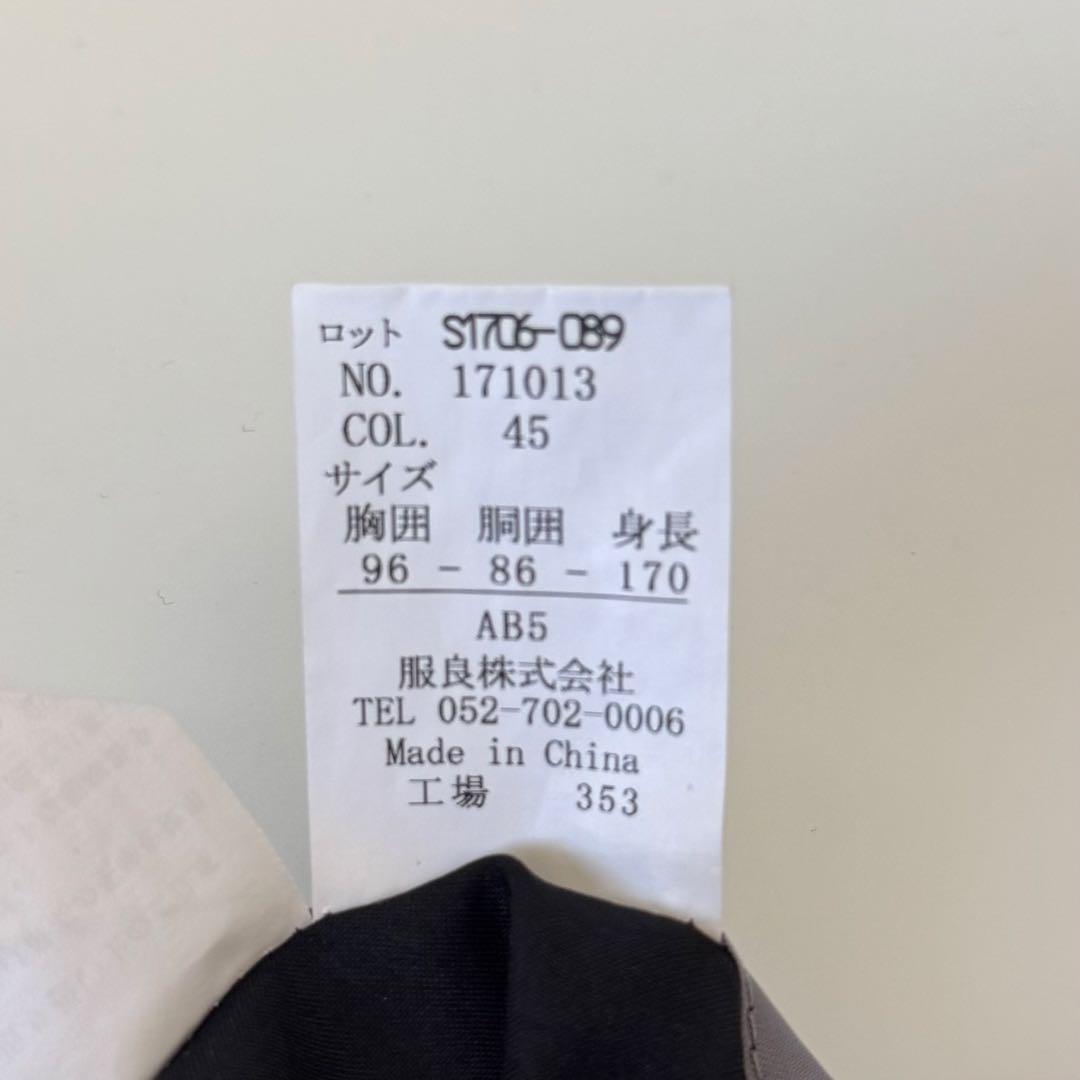 ロット S1706-089
NO. 171013
COL. 45
サイズ
胸囲 胴囲 身長
96 - 86 - 170
AB5
服良株式会社
TEL 052-702-0006
Made in China
工場 353